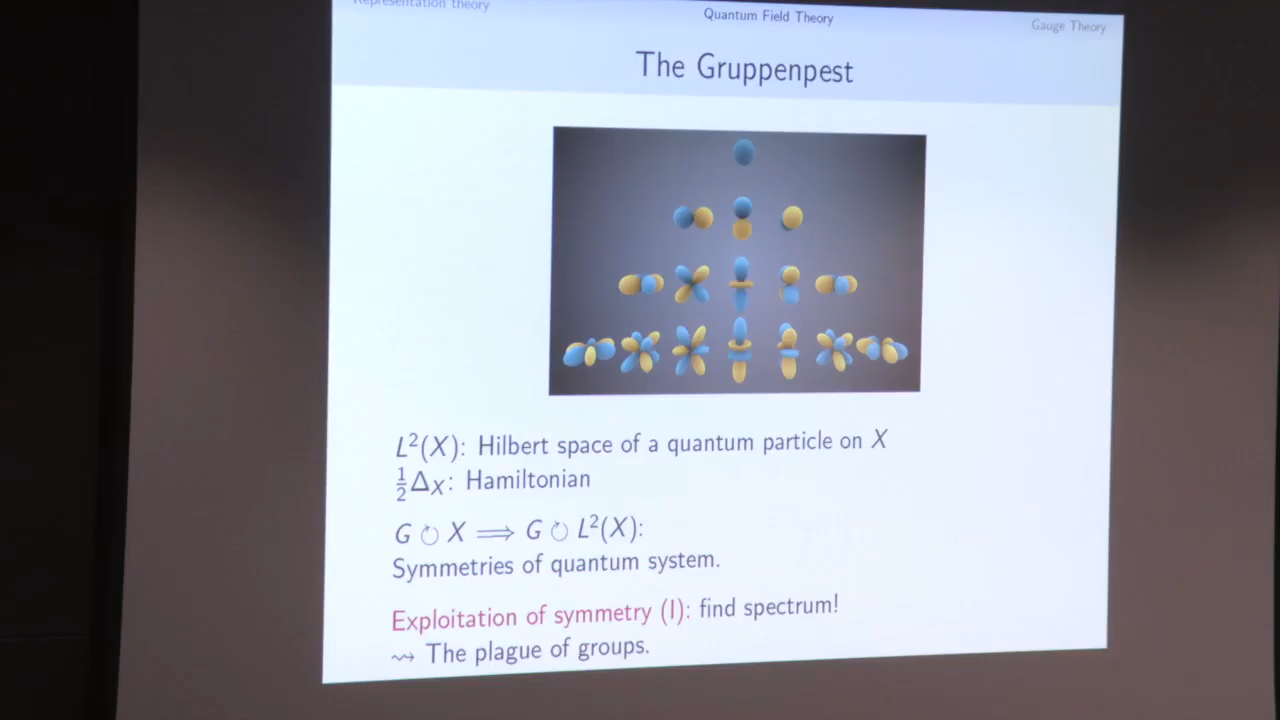 Representation theory
Quantum Field Theory
Gauge Theory
The Gruppenpest
L²(X): Hilbert space of a quantum particle on X
½Δ_X: Hamiltonian
G ↻ X ⟹ G ↻ L²(X):
Symmetries of quantum system.
Exploitation of symmetry (I): find spectrum!
⇝ The plague of groups.